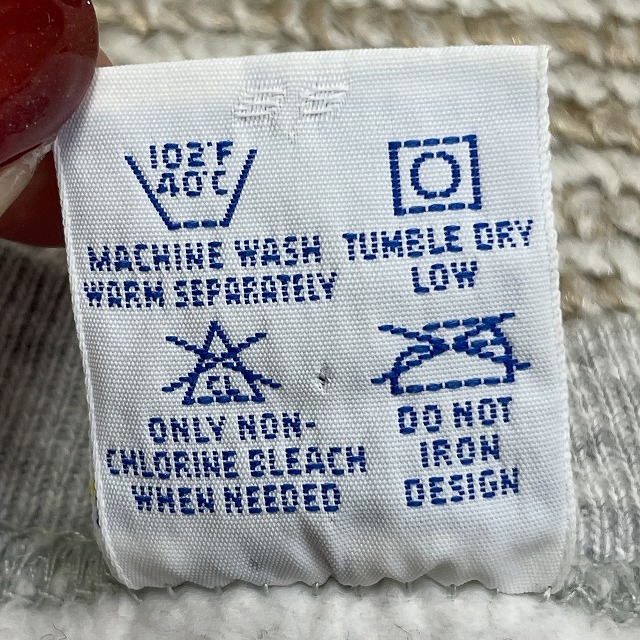 102°F
40°C
MACHINE WASH
WARM SEPARATELY
TUMBLE DRY
LOW
CL
ONLY NON-
CHLORINE BLEACH
WHEN NEEDED
DO NOT
IRON
DESIGN